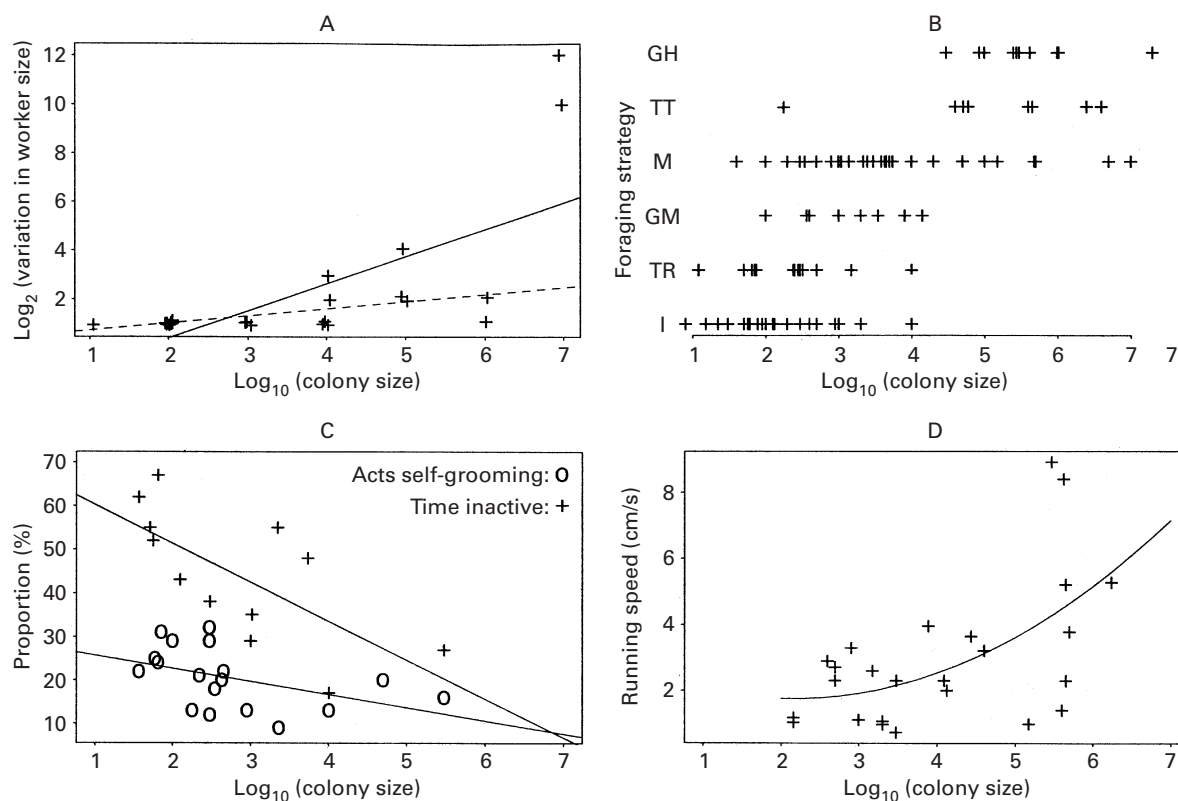 A
Log2 (variation in worker size)
12
10
8
6
4
2
1 2 3 4 5 6 7
Log10 (colony size)
B
Foraging strategy
GH
TT
M
GM
TR
I
1 2 3 4 5 6 7 7
Log10 (colony size)
C
Proportion (%)
Acts self-grooming: O
Time inactive: +
70
60
50
40
30
20
10
1 2 3 4 5 6 7
Log10 (colony size)
D
Running speed (cm/s)
8
6
4
2
1 2 3 4 5 6 7
Log10 (colony size)